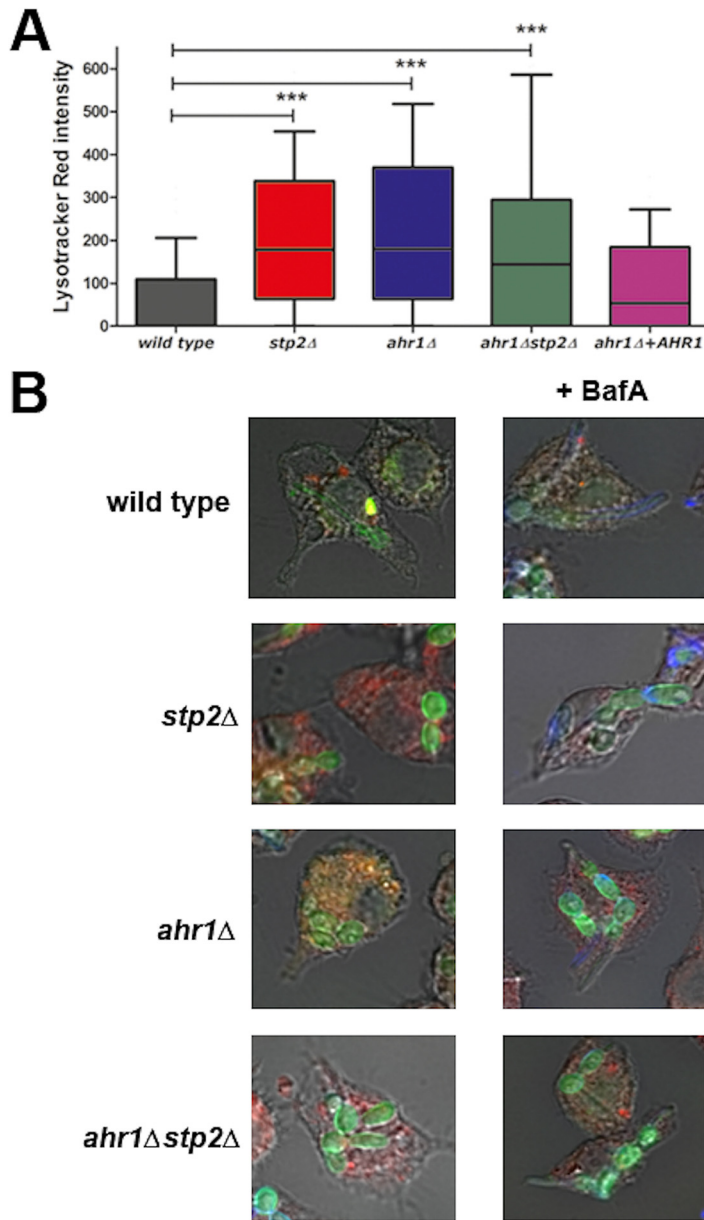 A
Lysotracker Red intensity
600
500
400
300
200
100
0
***
***
***
wild type stp2Δ ahr1Δ ahr1Δstp2Δ ahr1Δ+AHR1
B
+ BafA
wild type
stp2Δ
ahr1Δ
ahr1Δstp2Δ